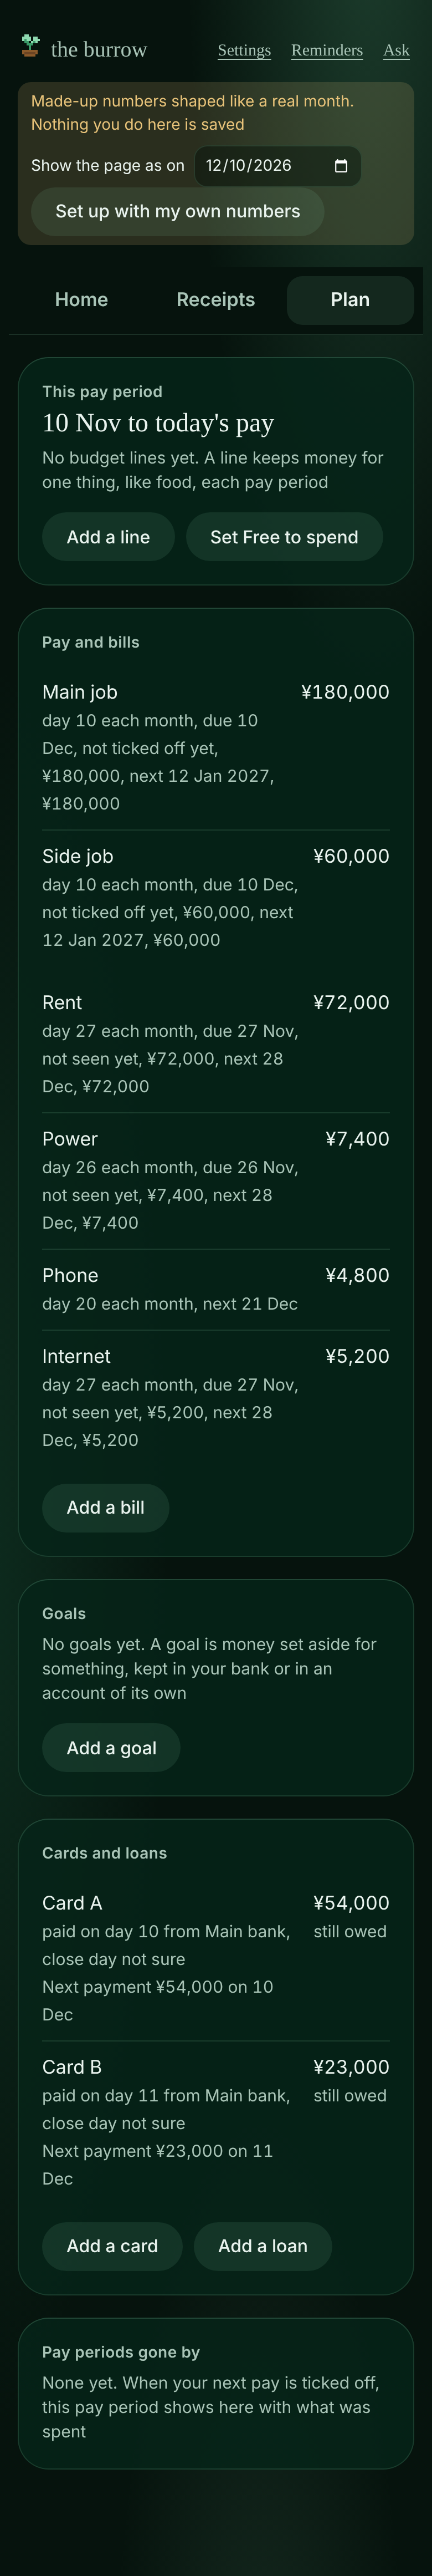 the burrow
Settings Reminders Ask
Made-up numbers shaped like a real month.
Nothing you do here is saved
Show the page as on 12/10/2026
Set up with my own numbers
Home Receipts Plan
This pay period
10 Nov to today's pay
No budget lines yet. A line keeps money for
one thing, like food, each pay period
Add a line Set Free to spend
Pay and bills
Main job ¥180,000
day 10 each month, due 10
Dec, not ticked off yet,
¥180,000, next 12 Jan 2027,
¥180,000
Side job ¥60,000
day 10 each month, due 10 Dec,
not ticked off yet, ¥60,000, next
12 Jan 2027, ¥60,000
Rent ¥72,000
day 27 each month, due 27 Nov,
not seen yet, ¥72,000, next 28
Dec, ¥72,000
Power ¥7,400
day 26 each month, due 26 Nov,
not seen yet, ¥7,400, next 28
Dec, ¥7,400
Phone ¥4,800
day 20 each month, next 21 Dec
Internet ¥5,200
day 27 each month, due 27 Nov,
not seen yet, ¥5,200, next 28
Dec, ¥5,200
Add a bill
Goals
No goals yet. A goal is money set aside for
something, kept in your bank or in an
account of its own
Add a goal
Cards and loans
Card A ¥54,000
paid on day 10 from Main bank, still owed
close day not sure
Next payment ¥54,000 on 10
Dec
Card B ¥23,000
paid on day 11 from Main bank, still owed
close day not sure
Next payment ¥23,000 on 11
Dec
Add a card Add a loan
Pay periods gone by
None yet. When your next pay is ticked off,
this pay period shows here with what was
spent